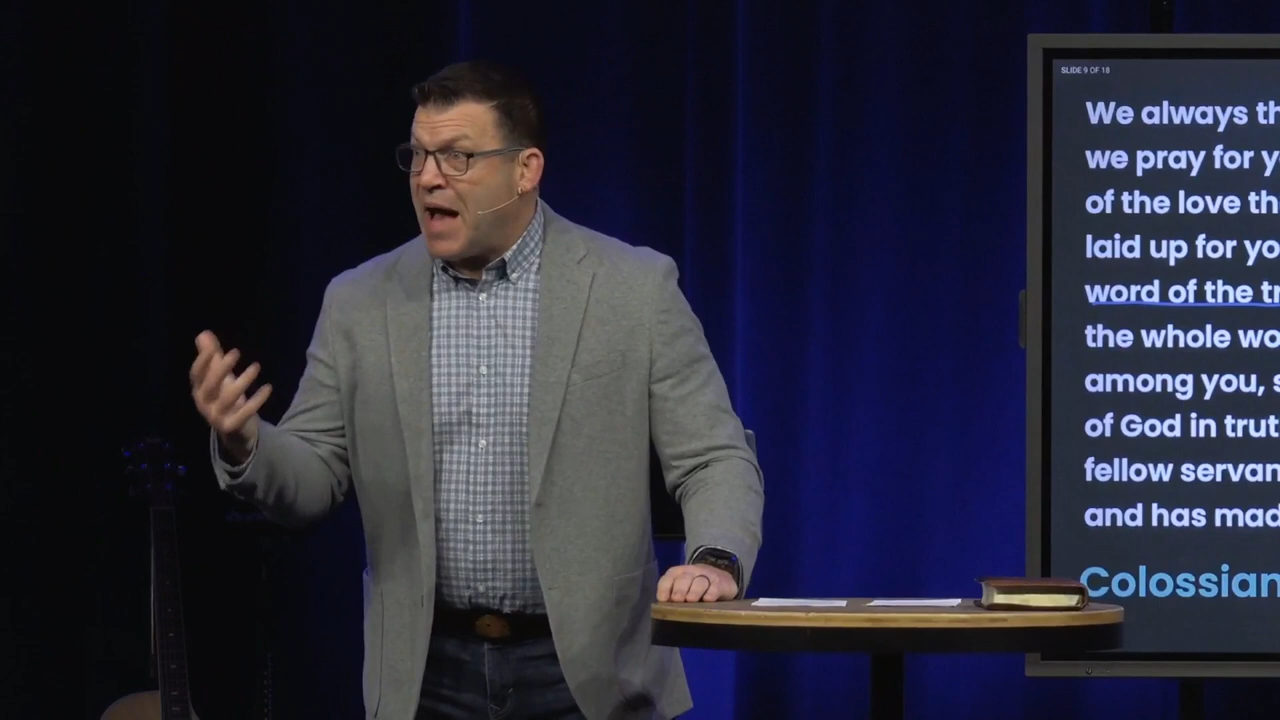 SLIDE 9 OF 18
We always th
we pray for y
of the love th
laid up for yo
word of the tr
the whole wo
among you, s
of God in trut
fellow servan
and has mad
Colossian